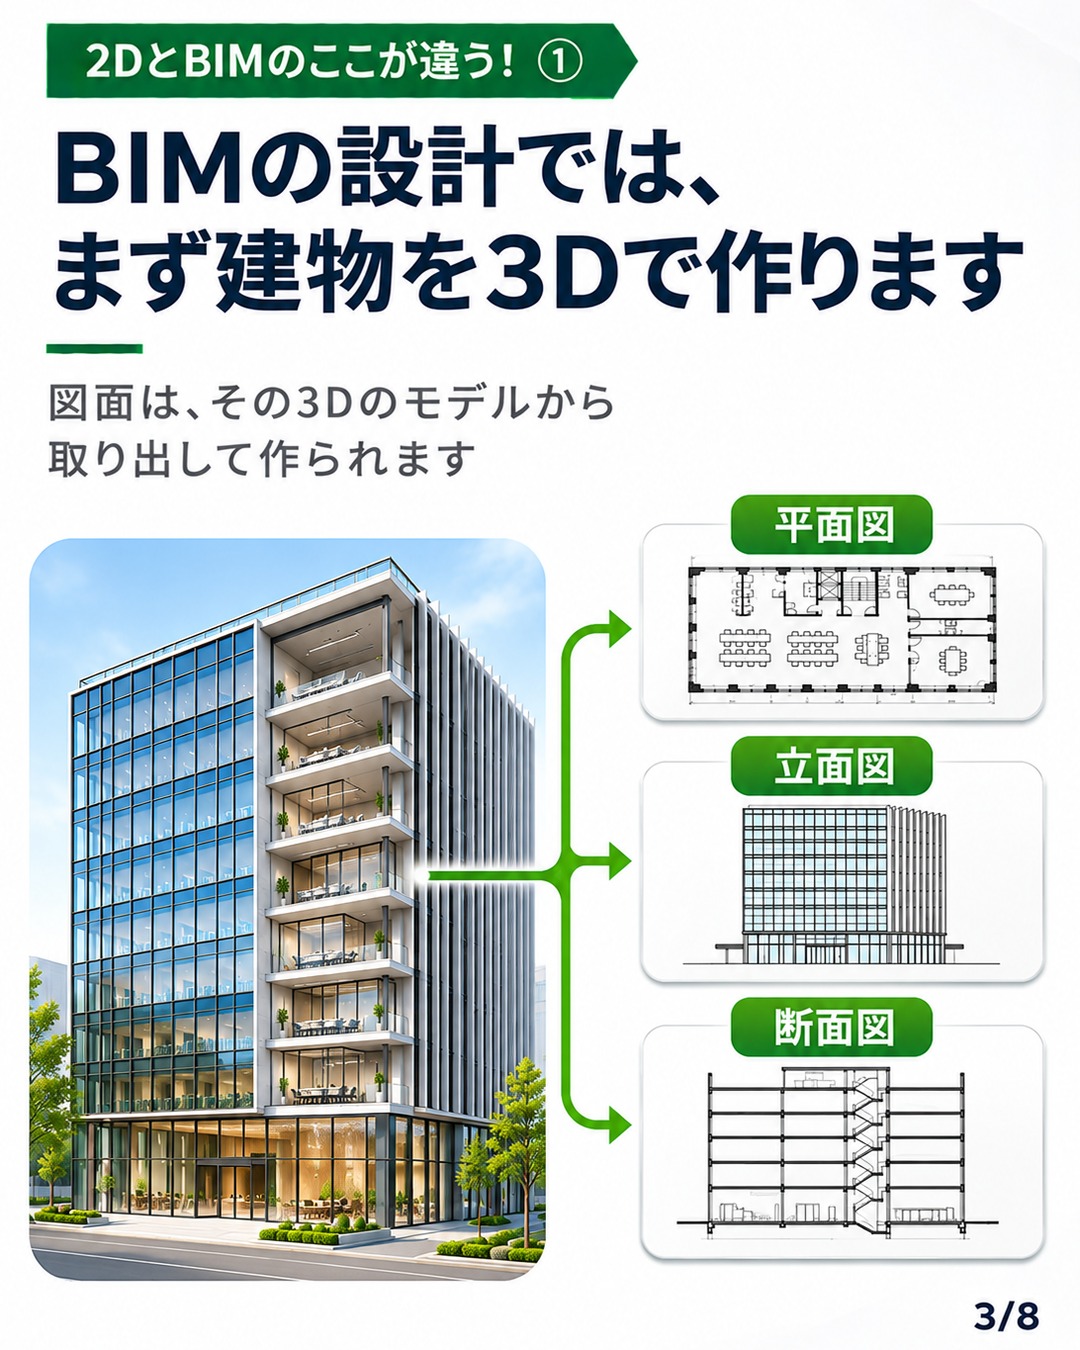 2DとBIMのここが違う！ ①
BIMの設計では、
まず建物を3Dで作ります
図面は、その3Dのモデルから
取り出して作られます
平面図
立面図
断面図
3/8